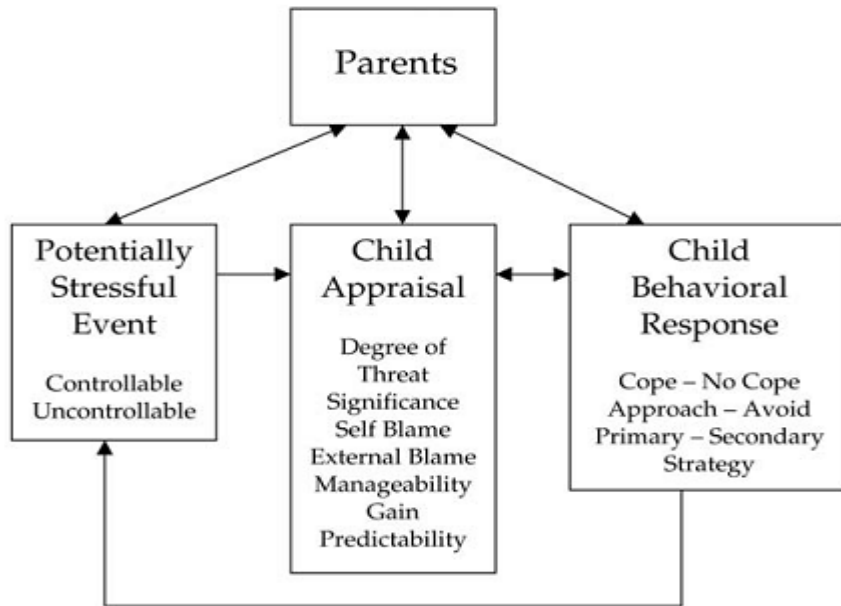 Parents
Potentially
Stressful
Event
Controllable
Uncontrollable
Child
Appraisal
Degree of
Threat
Significance
Self Blame
External Blame
Manageability
Gain
Predictability
Child
Behavioral
Response
Cope – No Cope
Approach – Avoid
Primary – Secondary
Strategy